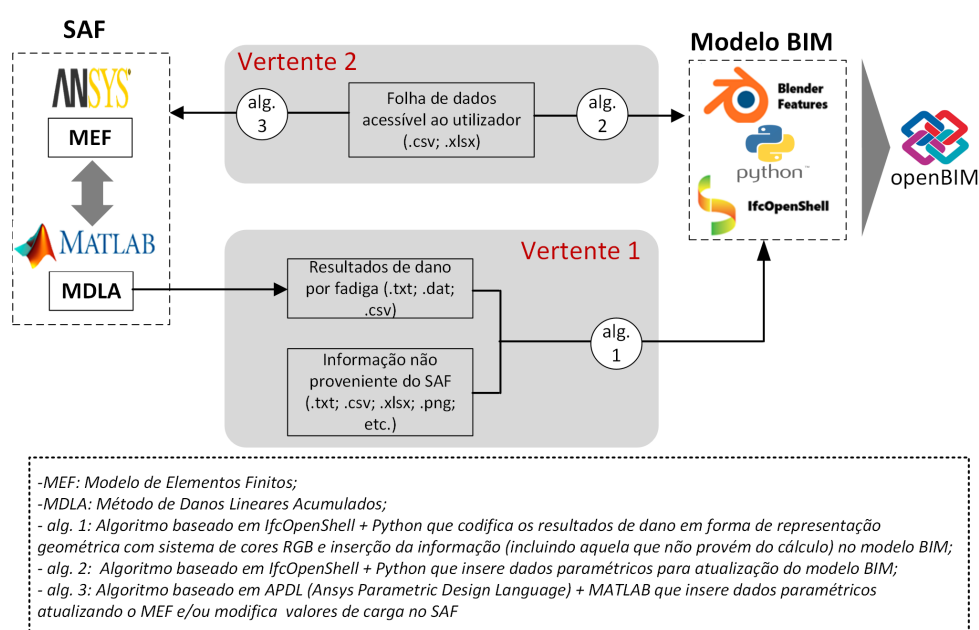 SAF
ANSYS
MEF
MATLAB
MDLA
Vertente 2
alg.
3
Folha de dados
acessível ao utilizador
(.csv; .xlsx)
alg.
2
Modelo BIM
Blender
Features
python™
IfcOpenShell
openBIM
Vertente 1
Resultados de dano
por fadiga (.txt; .dat;
.csv)
Informação não
proveniente do SAF
(.txt; .csv; .xlsx; .png;
etc.)
alg.
1
-MEF: Modelo de Elementos Finitos;
-MDLA: Método de Danos Lineares Acumulados;
- alg. 1: Algoritmo baseado em IfcOpenShell + Python que codifica os resultados de dano em forma de representação
geométrica com sistema de cores RGB e inserção da informação (incluindo aquela que não provém do cálculo) no modelo BIM;
- alg. 2: Algoritmo baseado em IfcOpenShell + Python que insere dados paramétricos para atualização do modelo BIM;
- alg. 3: Algoritmo baseado em APDL (Ansys Parametric Design Language) + MATLAB que insere dados paramétricos
atualizando o MEF e/ou modifica valores de carga no SAF